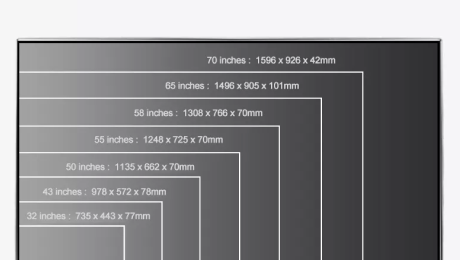 70 inches : 1596 x 926 x 42mm
65 inches : 1496 x 905 x 101mm
58 inches : 1308 x 766 x 70mm
55 inches : 1248 x 725 x 70mm
50 inches : 1135 x 662 x 70mm
43 inches : 978 x 572 x 78mm
32 inches : 735 x 443 x 77mm